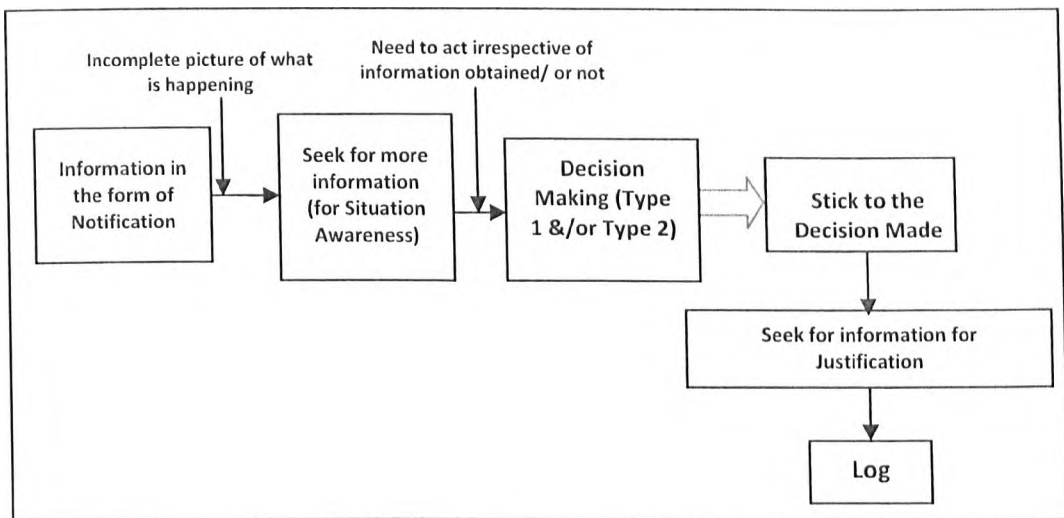 Incomplete picture of what
is happening
Need to act irrespective of
information obtained/ or not
Information in
the form of
Notification
Seek for more
information
(for Situation
Awareness)
Decision
Making (Type
1 &/or Type 2)
Stick to the
Decision Made
Seek for information for
Justification
Log